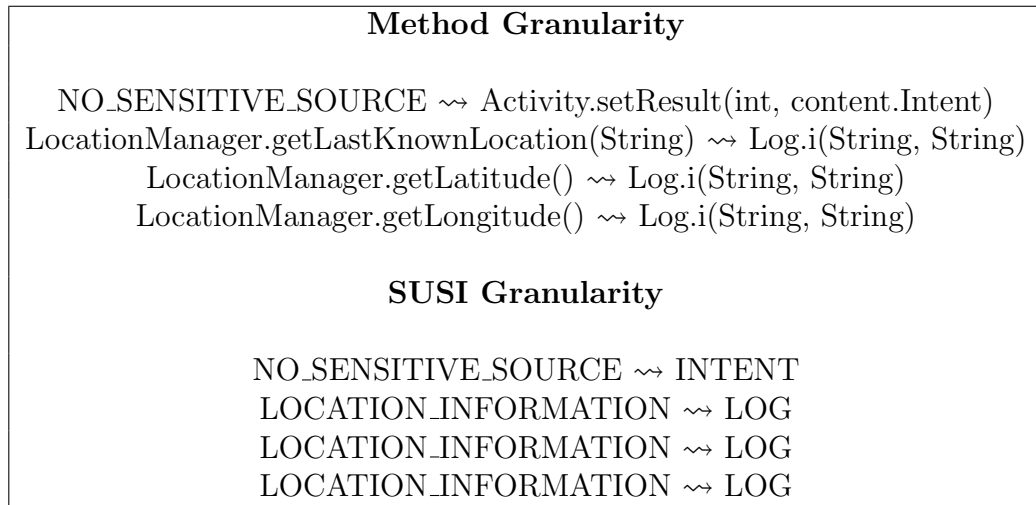 Method Granularity
NO_SENSITIVE_SOURCE ⇝ Activity.setResult(int, content.Intent)
LocationManager.getLastKnownLocation(String) ⇝ Log.i(String, String)
LocationManager.getLatitude() ⇝ Log.i(String, String)
LocationManager.getLongitude() ⇝ Log.i(String, String)
SUSI Granularity
NO_SENSITIVE_SOURCE ⇝ INTENT
LOCATION_INFORMATION ⇝ LOG
LOCATION_INFORMATION ⇝ LOG
LOCATION_INFORMATION ⇝ LOG